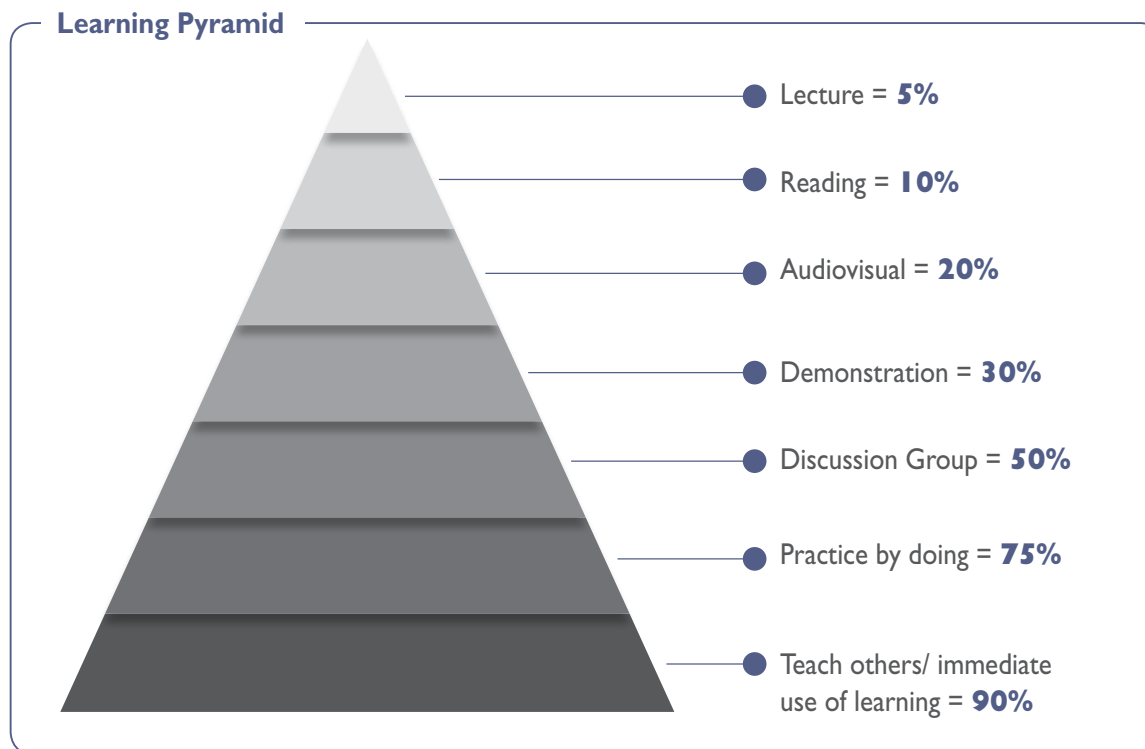 Learning Pyramid
Lecture = 5%
Reading = 10%
Audiovisual = 20%
Demonstration = 30%
Discussion Group = 50%
Practice by doing = 75%
Teach others/ immediate
use of learning = 90%